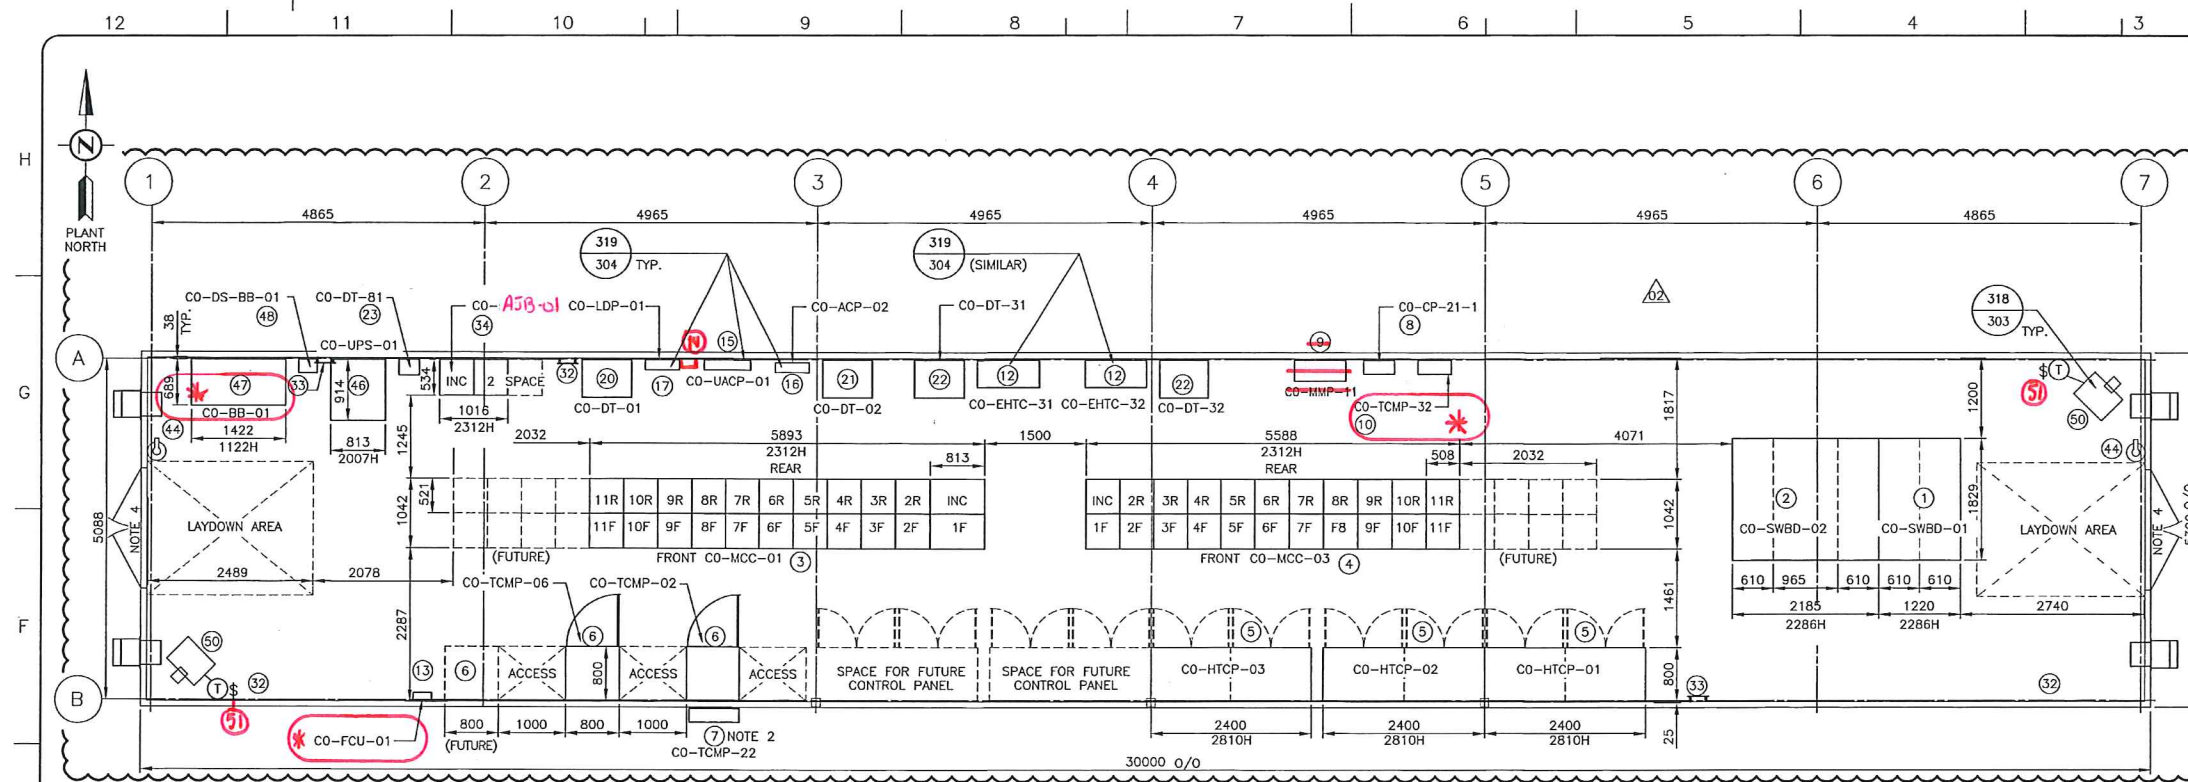 12 11 10 9 8 7 6 5 4 3
H
G
F
N
PLANT
NORTH
1 2 3 4 5 6 7
4865 4965 4965 4965 4965 4865
319
304 TYP.
319
304 (SIMILAR)
02
318
303 TYP.
CO-DS-BB-01
48
CO-DT-81
23
CO-AJB-01
34
CO-LDP-01
CO-ACP-02
CO-DT-31
CO-CP-21-1
8
38
TYP.
CO-UPS-01
A
689
47
*
CO-BB-01
33
914
46
534
INC 2 SPACE
32
20
CO-DT-01
17
15
CO-UACP-01
16
21
CO-DT-02
22
12
CO-EHTC-31
12
CO-EHTC-32
22
CO-DT-32
9
CO-MMP-11
CO-TCMP-32
10
*
$ T
51
50
1200
1817
44
1422
1122H
813
2007H
1016
2312H
1245
2032
5893
2312H
REAR
813
1500
5588
2312H
REAR
508
2032
4071
44
1042
521
11R 10R 9R 8R 7R 6R 5R 4R 3R 2R INC
11F 10F 9F 8F 7F 6F 5F 4F 3F 2F 1F
INC 2R 3R 4R 5R 6R 7R 8R 9R 10R 11R
1F 2F 3F 4F 5F 6F 7F F8 9F 10F 11F
(FUTURE)
FRONT CO-MCC-01 3
FRONT CO-MCC-03 4
(FUTURE)
1042
2
CO-SWBD-02
1
CO-SWBD-01
1829
LAYDOWN AREA
LAYDOWN AREA
NOTE 4
NOTE 4
5088
2489
2078
610 965 610 610 610
2185
2286H
1220
2286H
2740
CO-TCMP-06
CO-TCMP-02
2287
1461
50
T $
32
51
13
6
ACCESS
6
800
ACCESS
6
ACCESS
SPACE FOR FUTURE
CONTROL PANEL
SPACE FOR FUTURE
CONTROL PANEL
5
CO-HTCP-03
5
CO-HTCP-02
5
CO-HTCP-01
800
33
32
B
* CO-FCU-01
800
(FUTURE)
1000
800
1000
7 NOTE 2
CO-TCMP-22
2400
2810H
2400
2810H
2400
2810H
25
30000 O/O